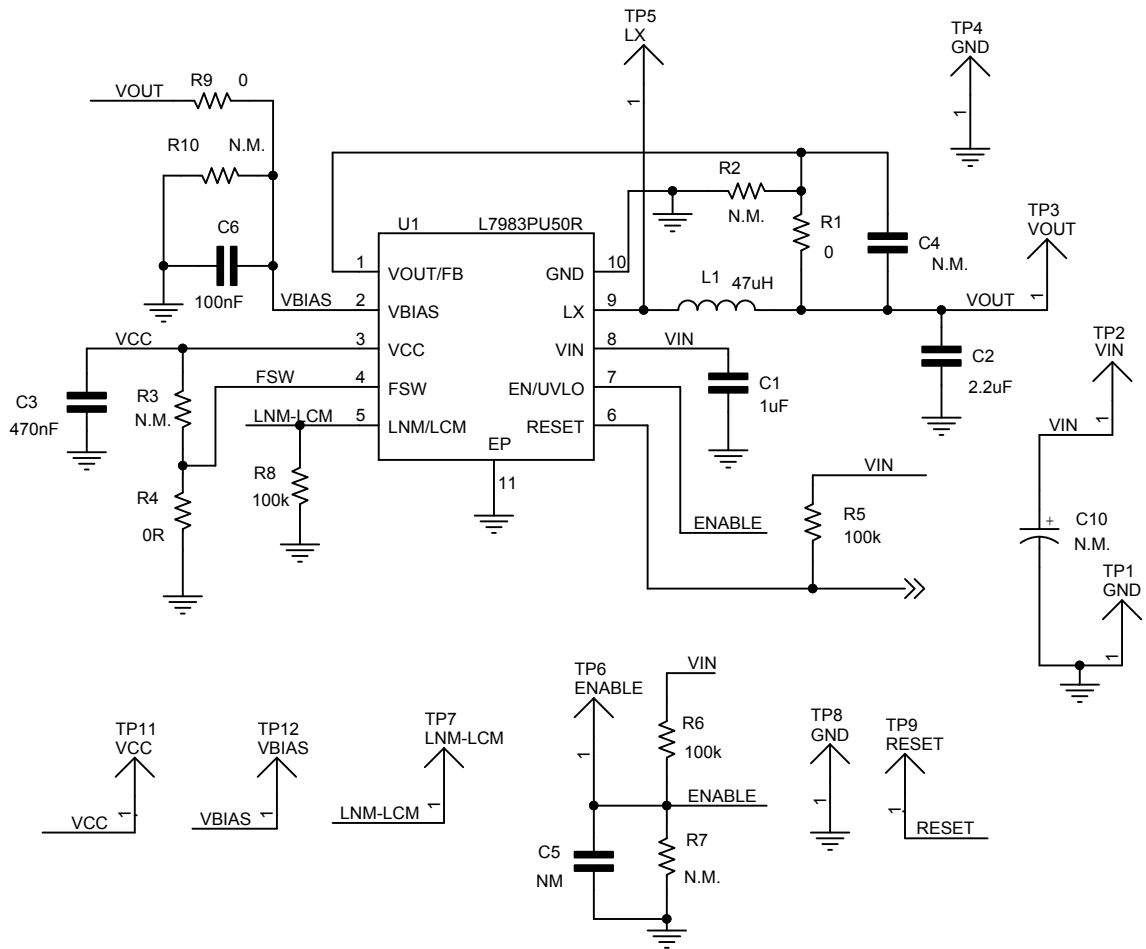 TP5
LX
TP4
GND
1
1
R9 0
VOUT
R10 N.M.
C6
100nF
VBIAS
U1 L7983PU50R
1 VOUT/FB
2 VBIAS
3 VCC
4 FSW
5 LNM/LCM
GND 10
LX 9
VIN 8
EN/UVLO 7
RESET 6
EP
11
R2
N.M.
R1
0
C4
N.M.
TP3
VOUT
1
L1 47uH
VOUT
VCC
C3
470nF
R3
N.M.
FSW
R4
0R
LNM-LCM
R8
100k
VIN
C1
1uF
C2
2.2uF
TP2
VIN
1
VIN
ENABLE
VIN
R5
100k
+
C10
N.M.
TP1
GND
1
TP11
VCC
1
VCC
TP12
VBIAS
1
VBIAS
TP7
LNM-LCM
1
LNM-LCM
TP6
ENABLE
1
VIN
R6
100k
ENABLE
C5
NM
R7
N.M.
TP8
GND
1
TP9
RESET
1
RESET